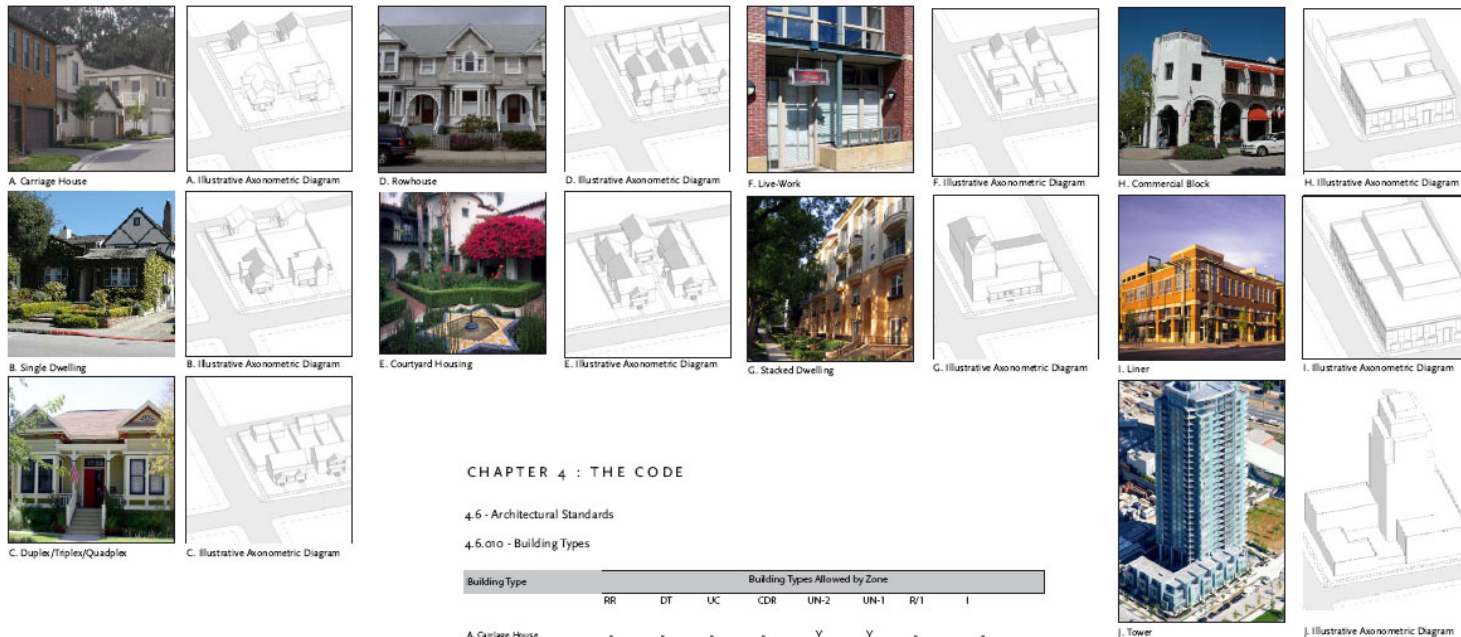 A. Carriage House
A. Illustrative Axonometric Diagram
D. Rowhouse
D. Illustrative Axonometric Diagram
F. Live-Work
F. Illustrative Axonometric Diagram
H. Commercial Block
H. Illustrative Axonometric Diagram
B. Single Dwelling
B. Illustrative Axonometric Diagram
E. Courtyard Housing
E. Illustrative Axonometric Diagram
G. Stacked Dwelling
G. Illustrative Axonometric Diagram
I. Liner
I. Illustrative Axonometric Diagram
C. Duplex/Triplex/Quadplex
C. Illustrative Axonometric Diagram
J. Tower
J. Illustrative Axonometric Diagram
CHAPTER 4 : THE CODE
4.6 - Architectural Standards
4.6.010 - Building Types
Building Type Building Types Allowed by Zone
RR DT UC CDR UN-2 UN-1 R/1 I
A. Carriage House - - - - Y Y - -